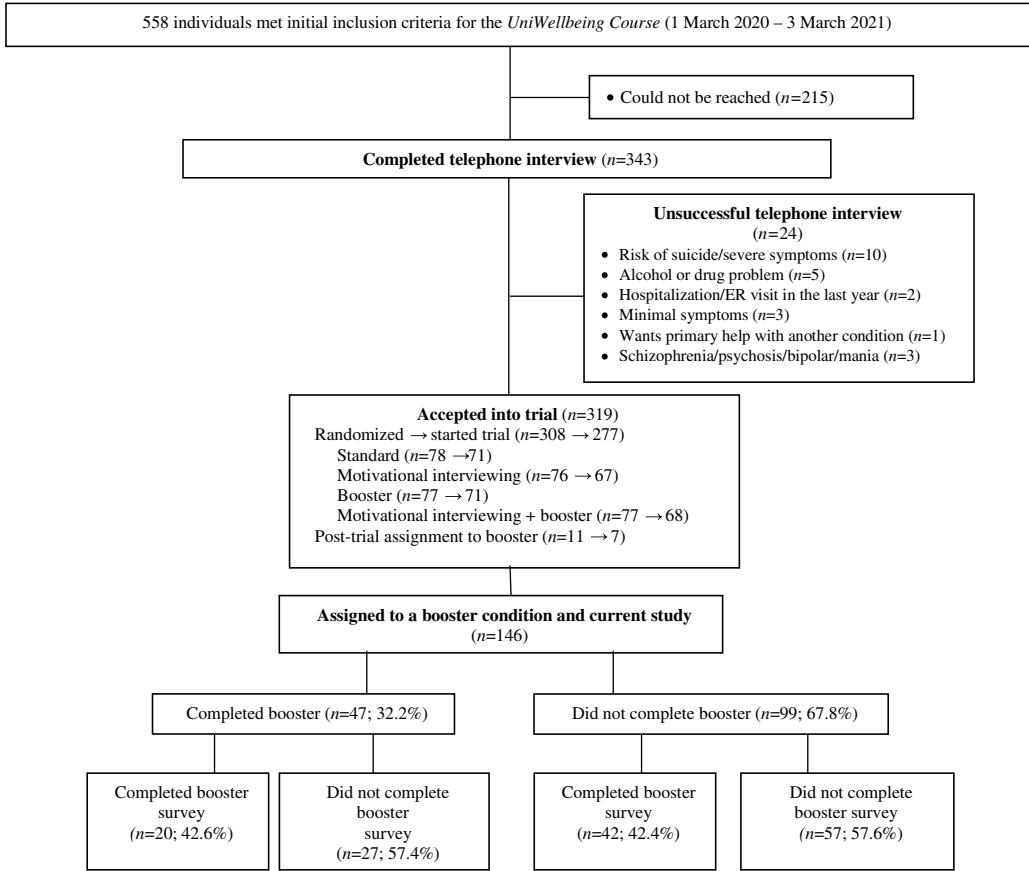 558 individuals met initial inclusion criteria for the UniWellbeing Course (1 March 2020 – 3 March 2021)
• Could not be reached (n=215)
Completed telephone interview (n=343)
Unsuccessful telephone interview
(n=24)
• Risk of suicide/severe symptoms (n=10)
• Alcohol or drug problem (n=5)
• Hospitalization/ER visit in the last year (n=2)
• Minimal symptoms (n=3)
• Wants primary help with another condition (n=1)
• Schizophrenia/psychosis/bipolar/mania (n=3)
Accepted into trial (n=319)
Randomized → started trial (n=308 → 277)
Standard (n=78 →71)
Motivational interviewing (n=76 → 67)
Booster (n=77 → 71)
Motivational interviewing + booster (n=77 → 68)
Post-trial assignment to booster (n=11 → 7)
Assigned to a booster condition and current study
(n=146)
Completed booster (n=47; 32.2%)
Did not complete booster (n=99; 67.8%)
Completed booster
survey
(n=20; 42.6%)
Did not complete
booster
survey
(n=27; 57.4%)
Completed booster
survey
(n=42; 42.4%)
Did not complete
booster survey
(n=57; 57.6%)